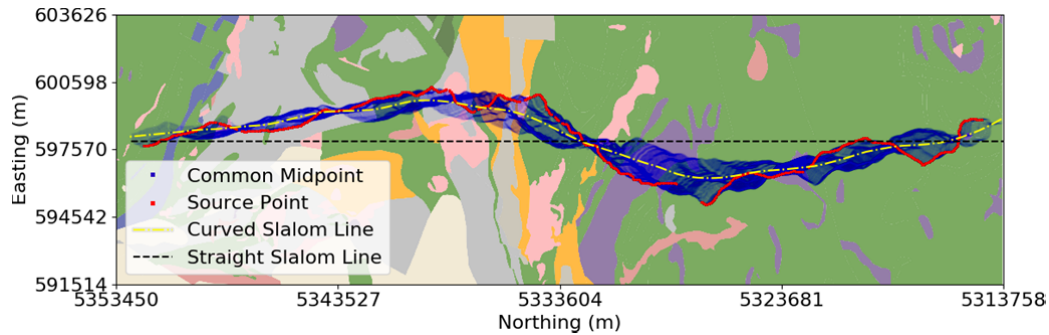 603626
600598
597570
594542
591514
Easting (m)
Common Midpoint
Source Point
Curved Slalom Line
Straight Slalom Line
5353450 5343527 5333604 5323681 5313758
Northing (m)